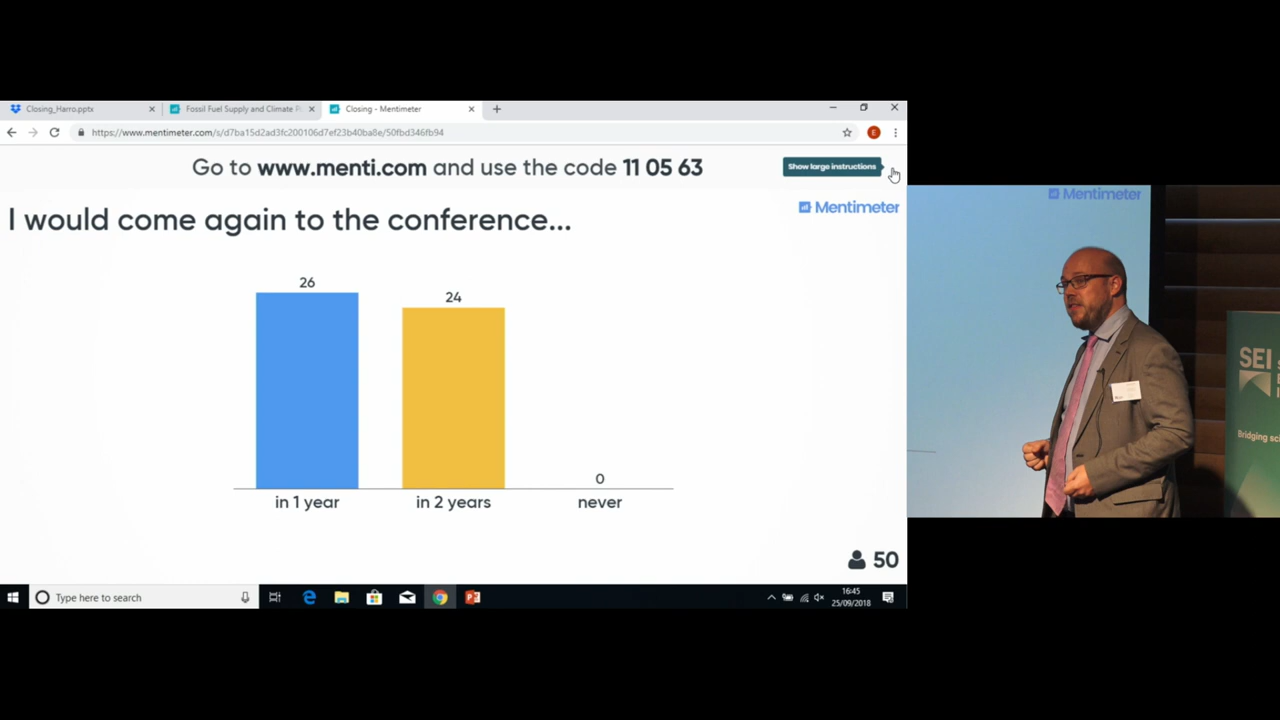 Closing_Harro.pptx
Fossil Fuel Supply and Climate P
Closing - Mentimeter
https://www.mentimeter.com/s/d7ba15d2ad3fc200106d7ef23b40ba8e/50fbd346fb94
E
Go to www.menti.com and use the code 11 05 63
Show large instructions
Mentimeter
I would come again to the conference...
26
24
0
in 1 year
in 2 years
never
50
Type here to search
16:45
25/09/2018
Mentimeter
SEI
Bridging sci